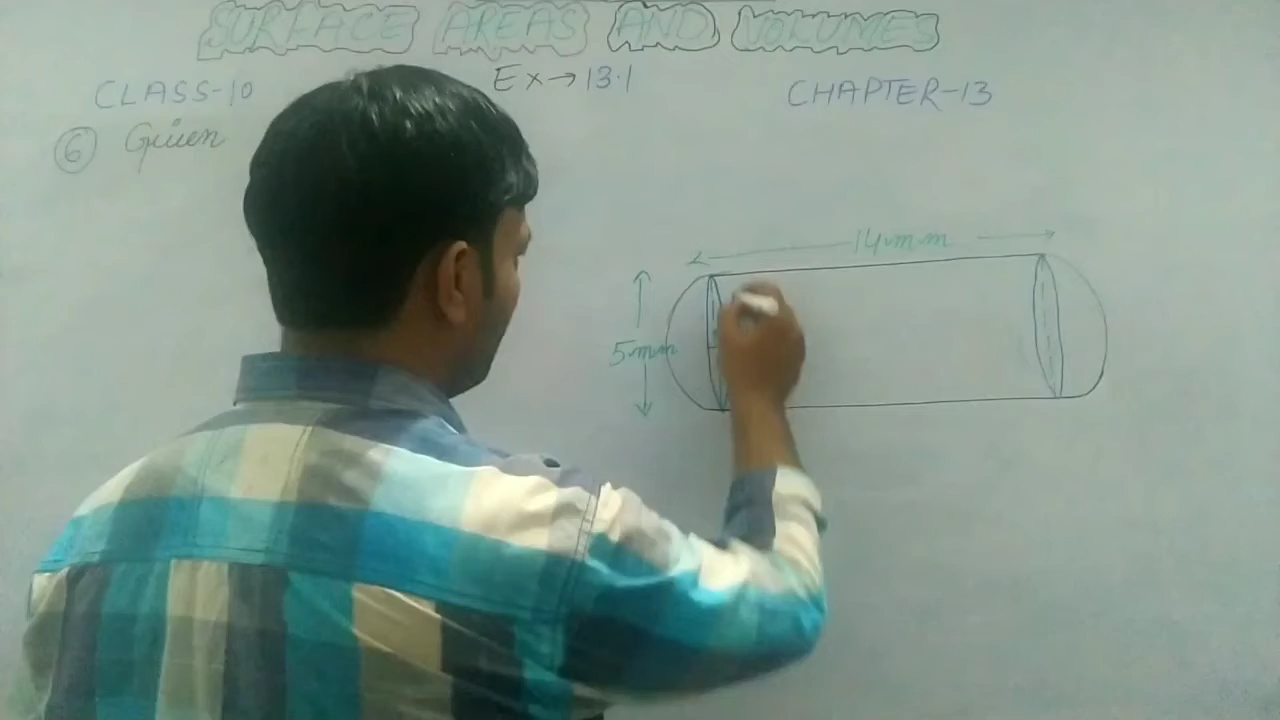 SURFACE AREAS AND VOLUMES
CLASS-10 Ex→13.1 CHAPTER-13
⑥ Given
14mm
5mm